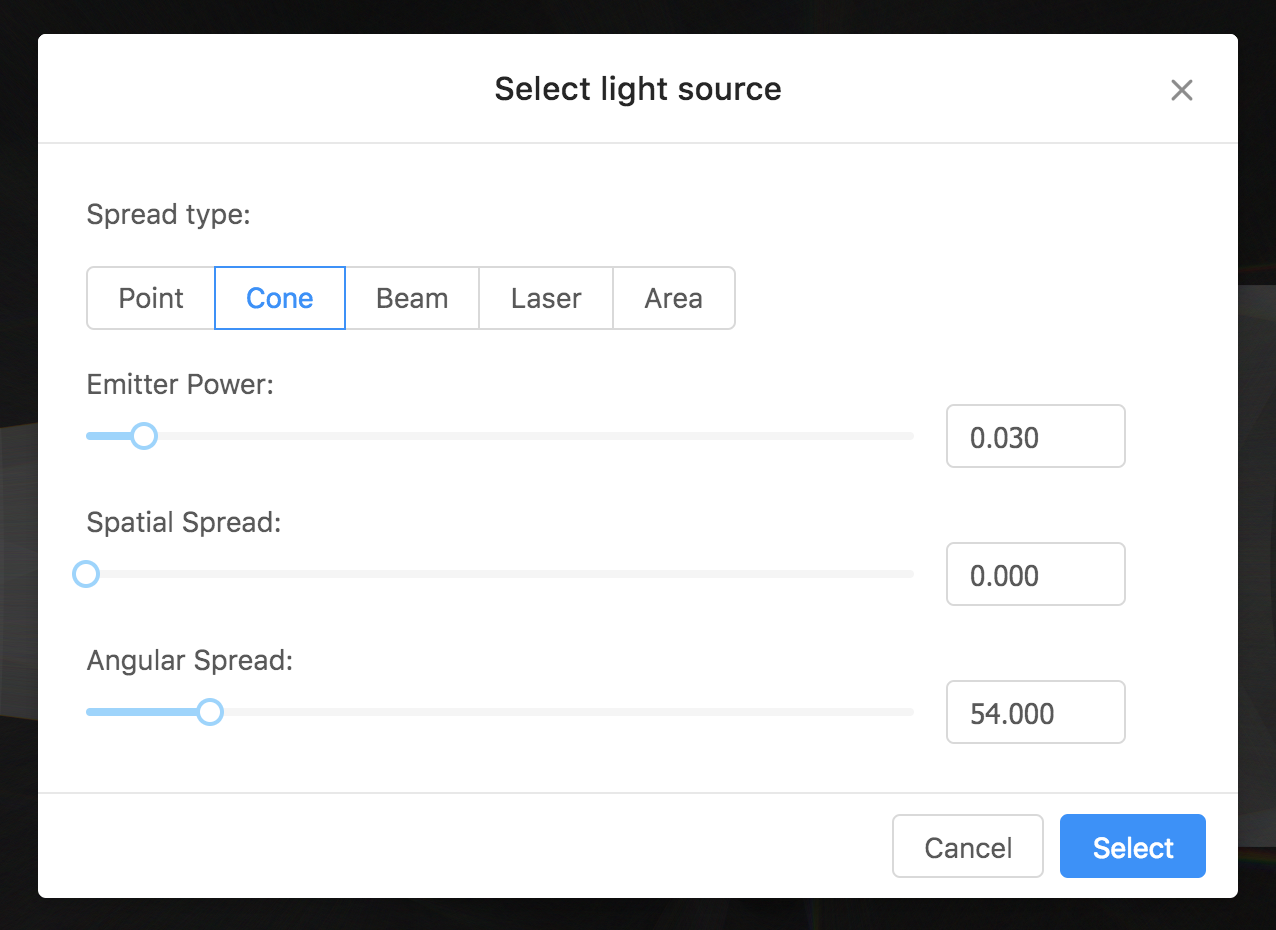 Select light source
Spread type:
Point Cone Beam Laser Area
Emitter Power:
0.030
Spatial Spread:
0.000
Angular Spread:
54.000
Cancel Select